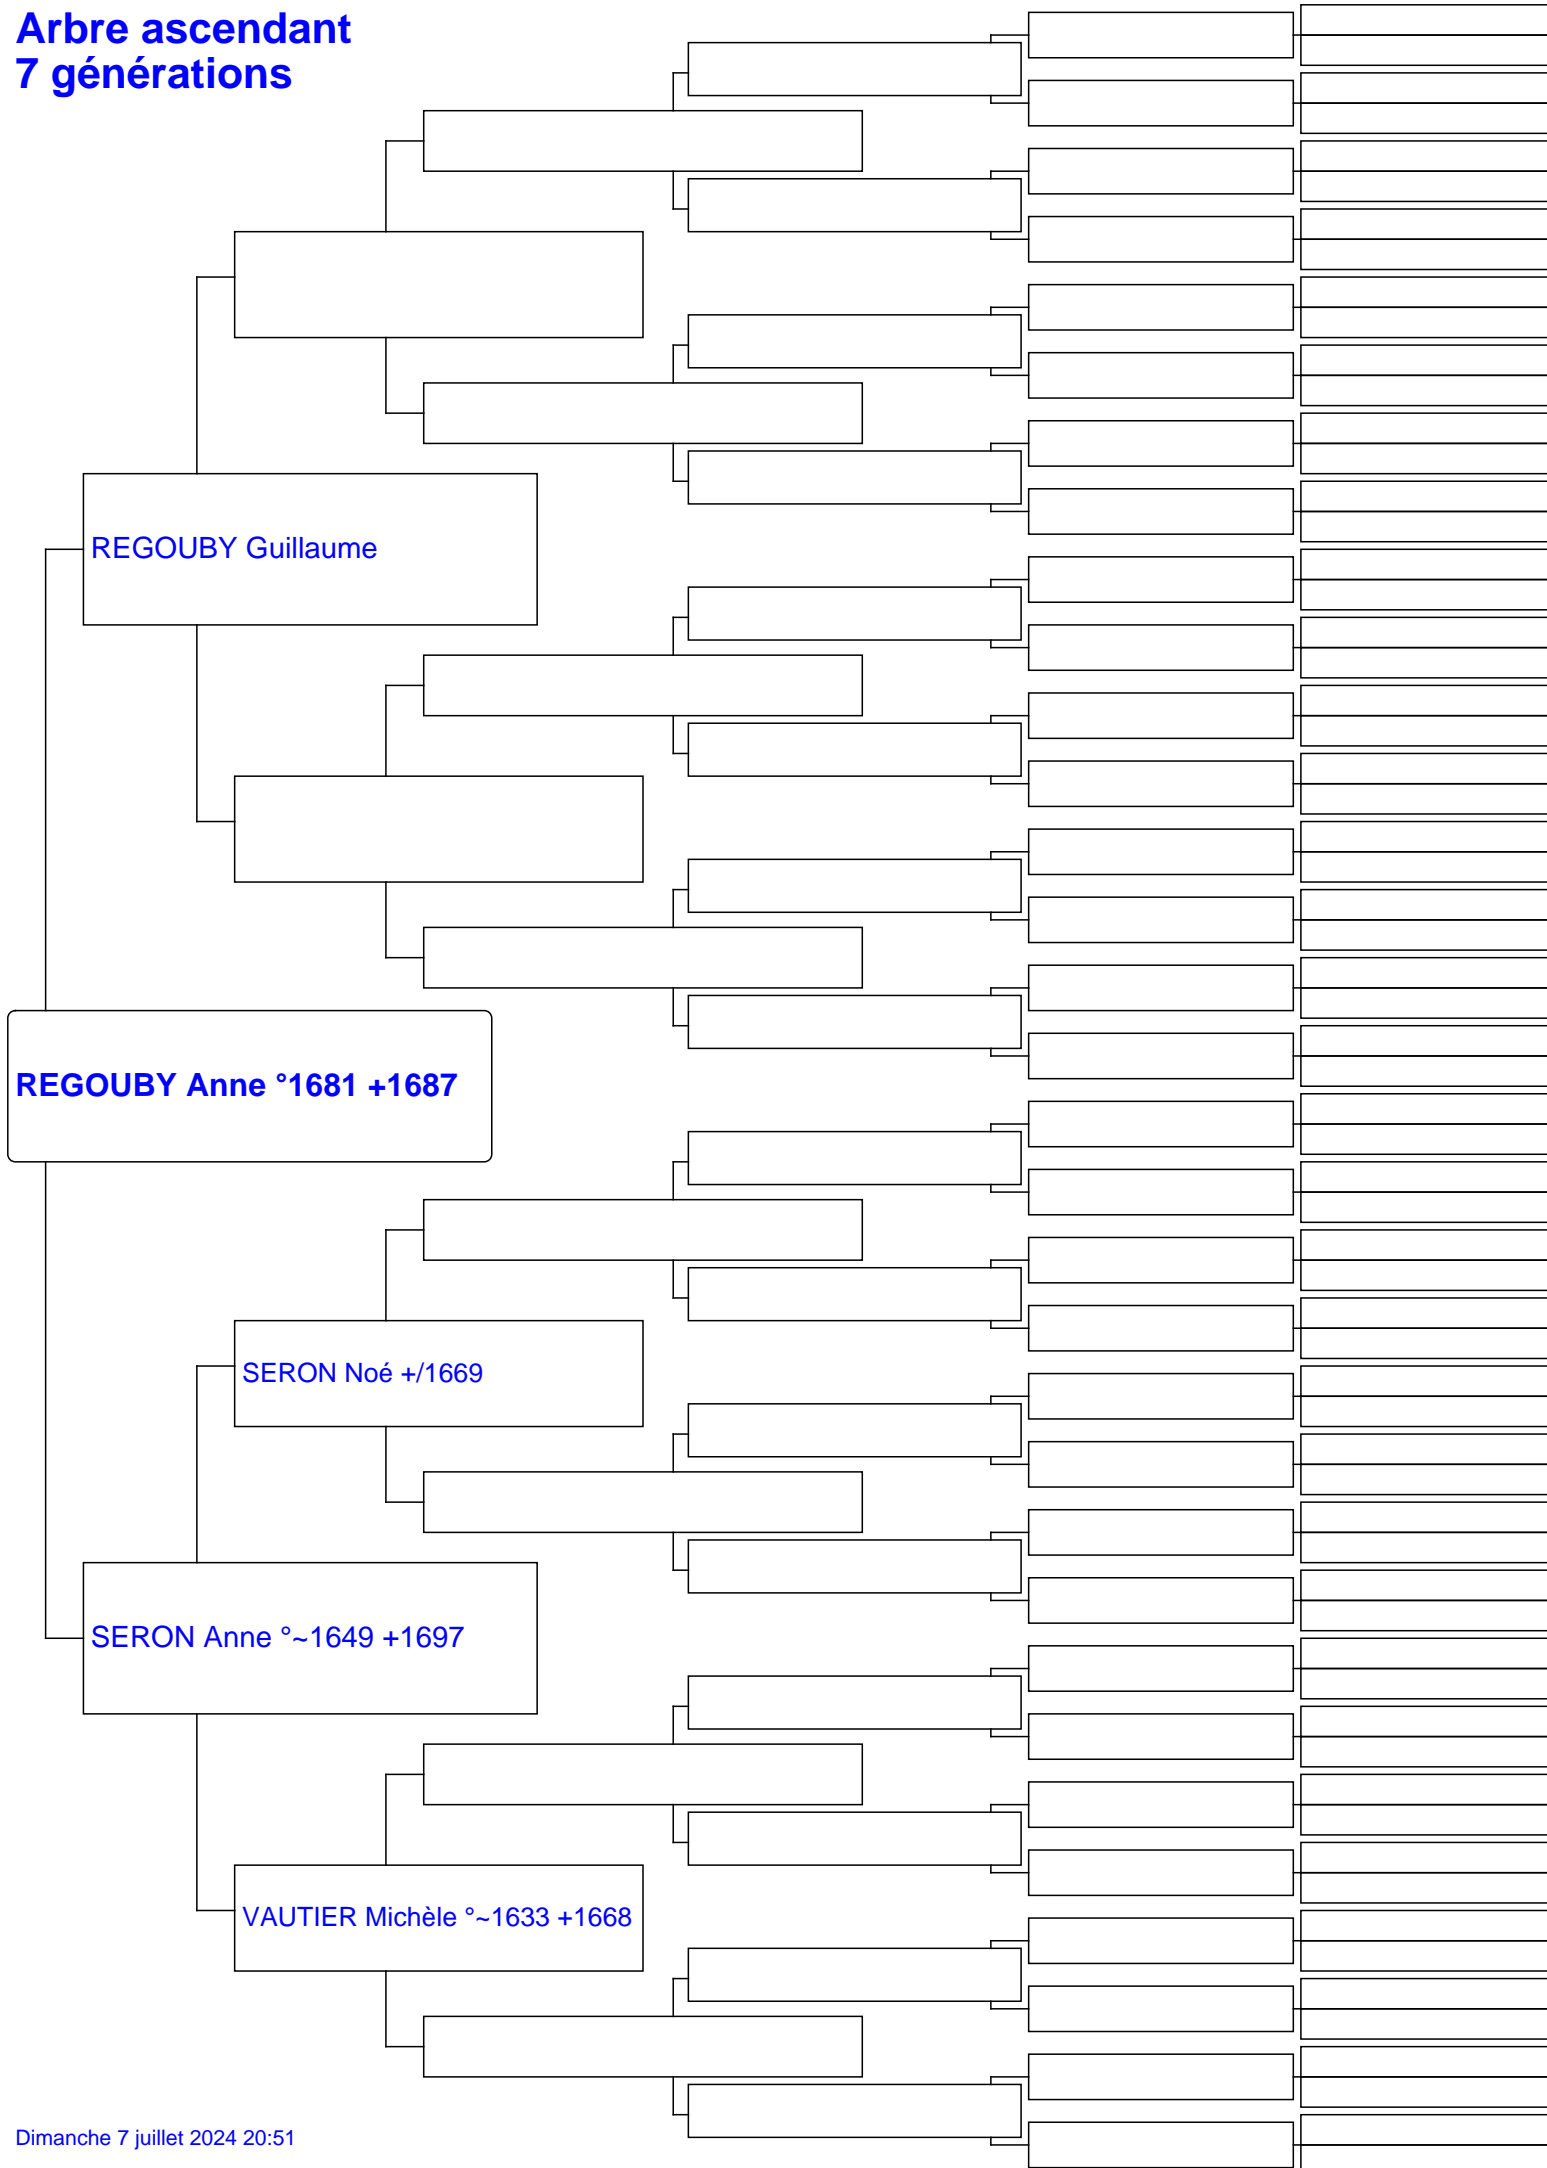 Arbre ascendant
7 générations
REGOUBY Guillaume
REGOUBY Anne °1681 +1687
SERON Noé +/1669
SERON Anne °~1649 +1697
VAUTIER Michèle °~1633 +1668
Dimanche 7 juillet 2024 20:51